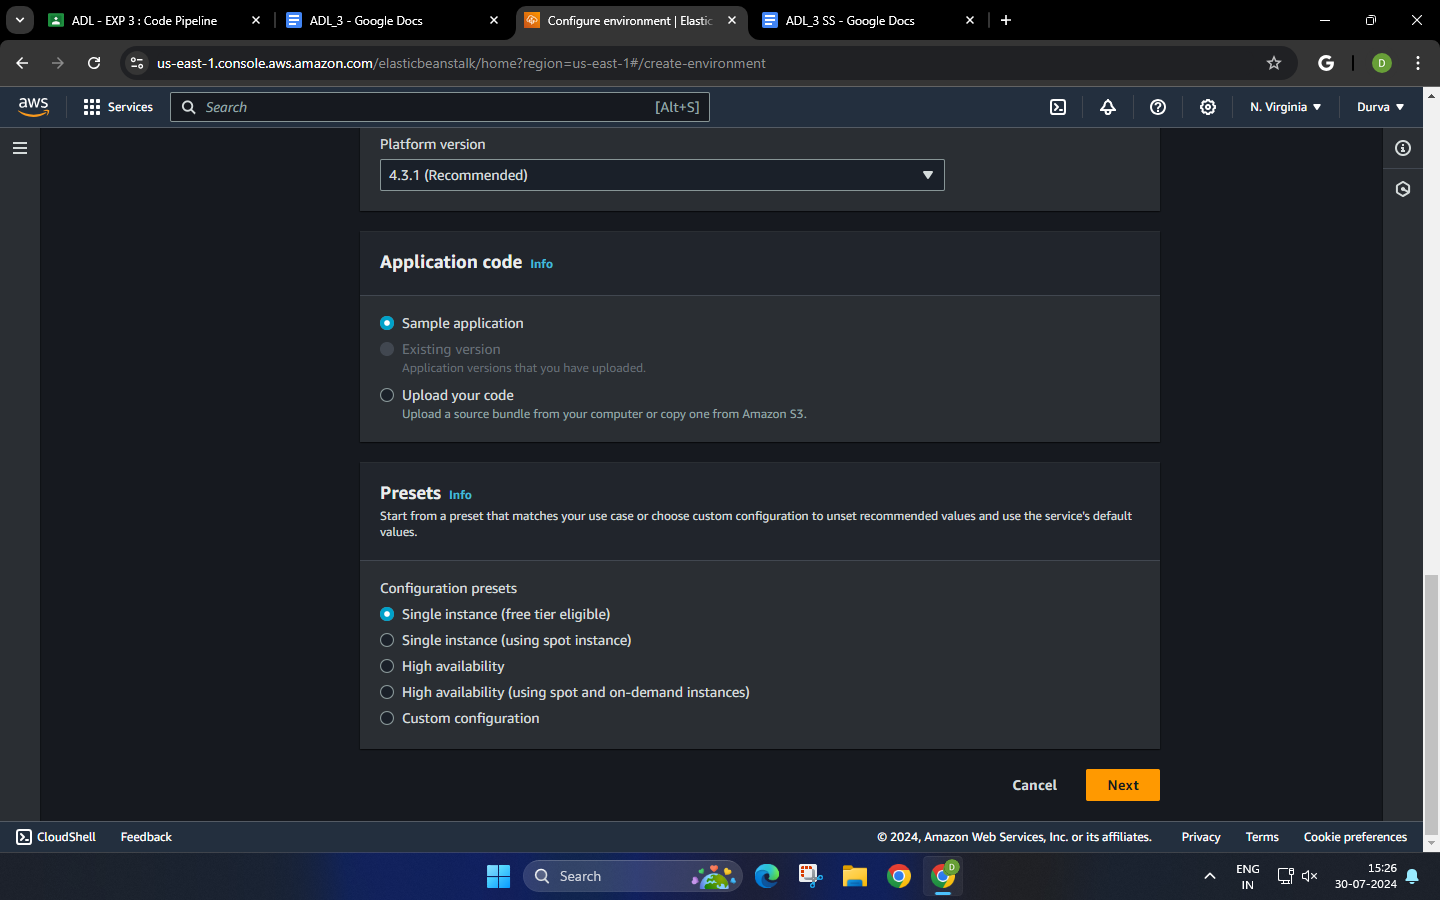 ADL - EXP 3 : Code Pipeline
ADL_3 - Google Docs
Configure environment | Elastic
ADL_3 SS - Google Docs
us-east-1.console.aws.amazon.com/elasticbeanstalk/home?region=us-east-1#/create-environment
G
D
aws
Services
Search
[Alt+S]
N. Virginia
Durva
Platform version
4.3.1 (Recommended)
Application code Info
Sample application
Existing version
Application versions that you have uploaded.
Upload your code
Upload a source bundle from your computer or copy one from Amazon S3.
Presets Info
Start from a preset that matches your use case or choose custom configuration to unset recommended values and use the service's default
values.
Configuration presets
Single instance (free tier eligible)
Single instance (using spot instance)
High availability
High availability (using spot and on-demand instances)
Custom configuration
Cancel
Next
CloudShell
Feedback
© 2024, Amazon Web Services, Inc. or its affiliates.
Privacy
Terms
Cookie preferences
Search
D
ENG
IN
15:26
30-07-2024